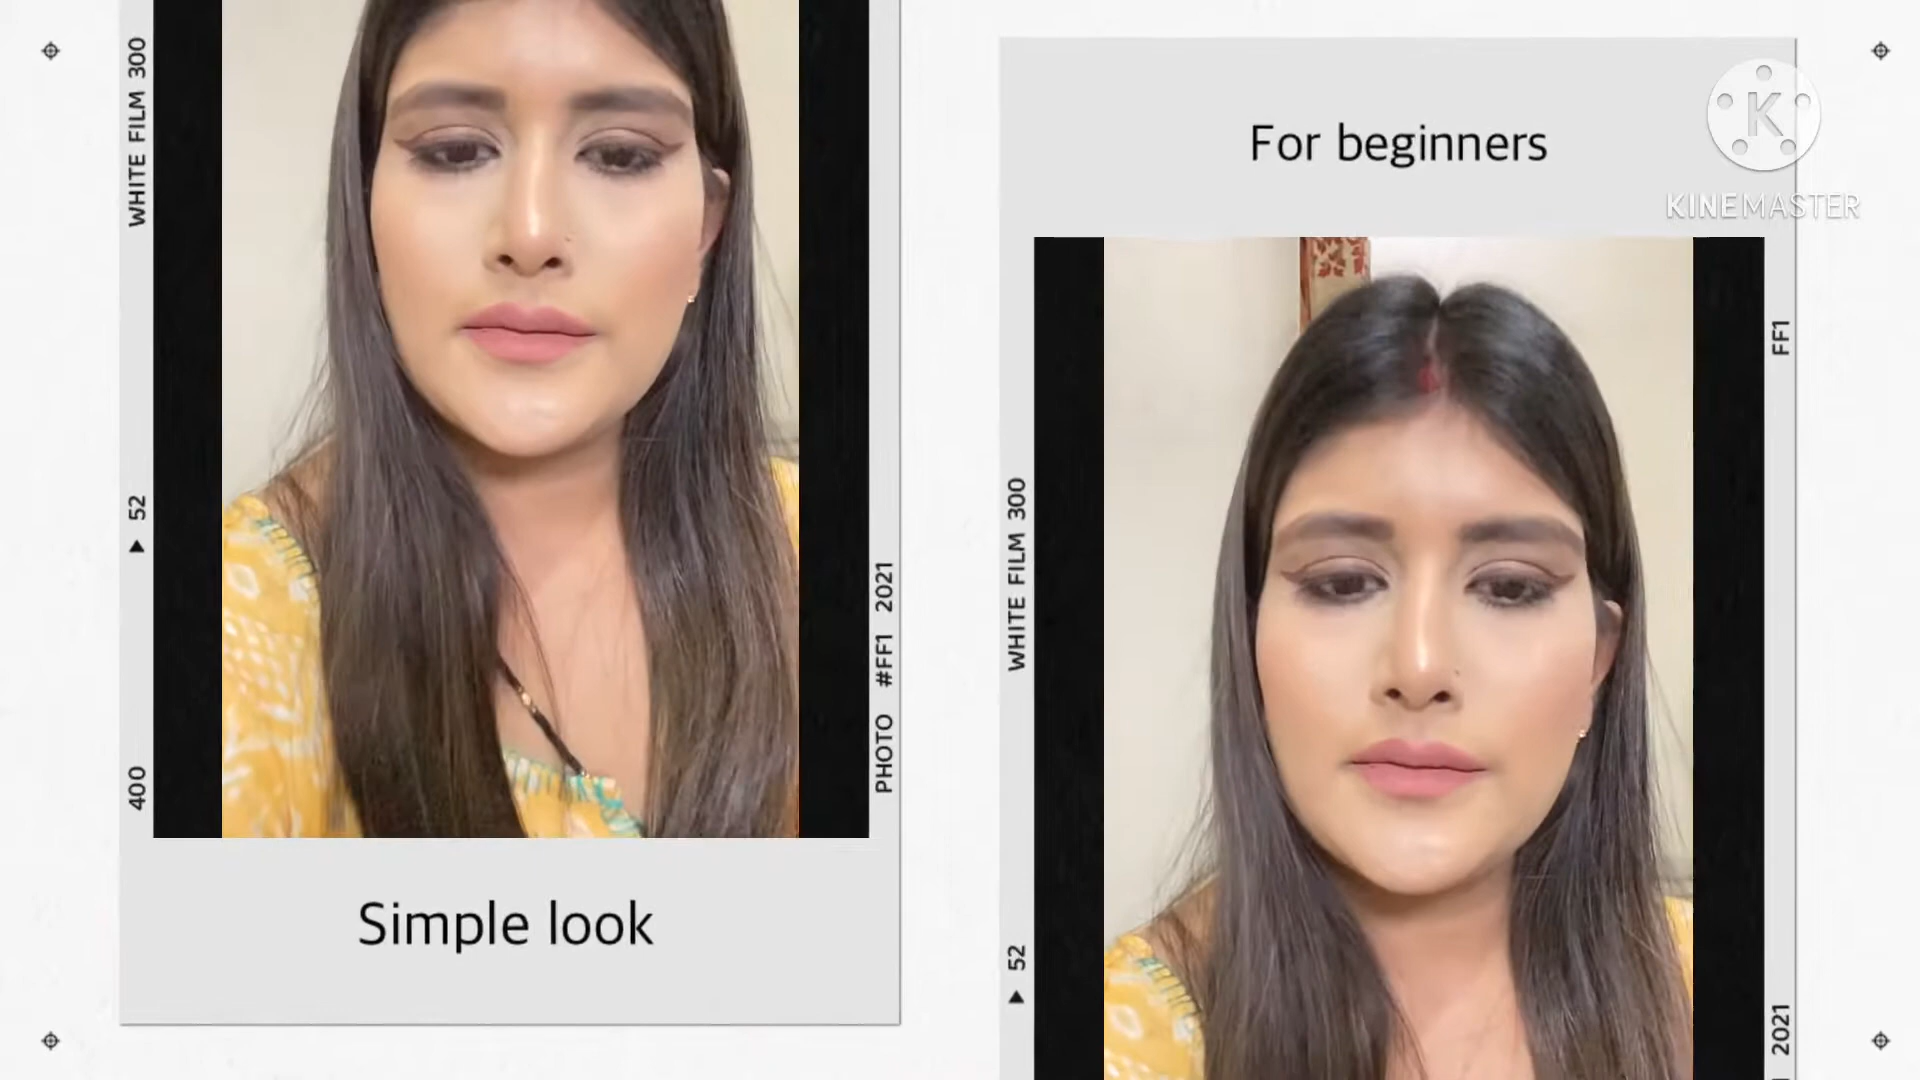 WHITE FILM 300
▶ 52
400
PHOTO #FF1 2021
Simple look
For beginners
K
KINEMASTER
WHITE FILM 300
▶ 52
FF1
2021